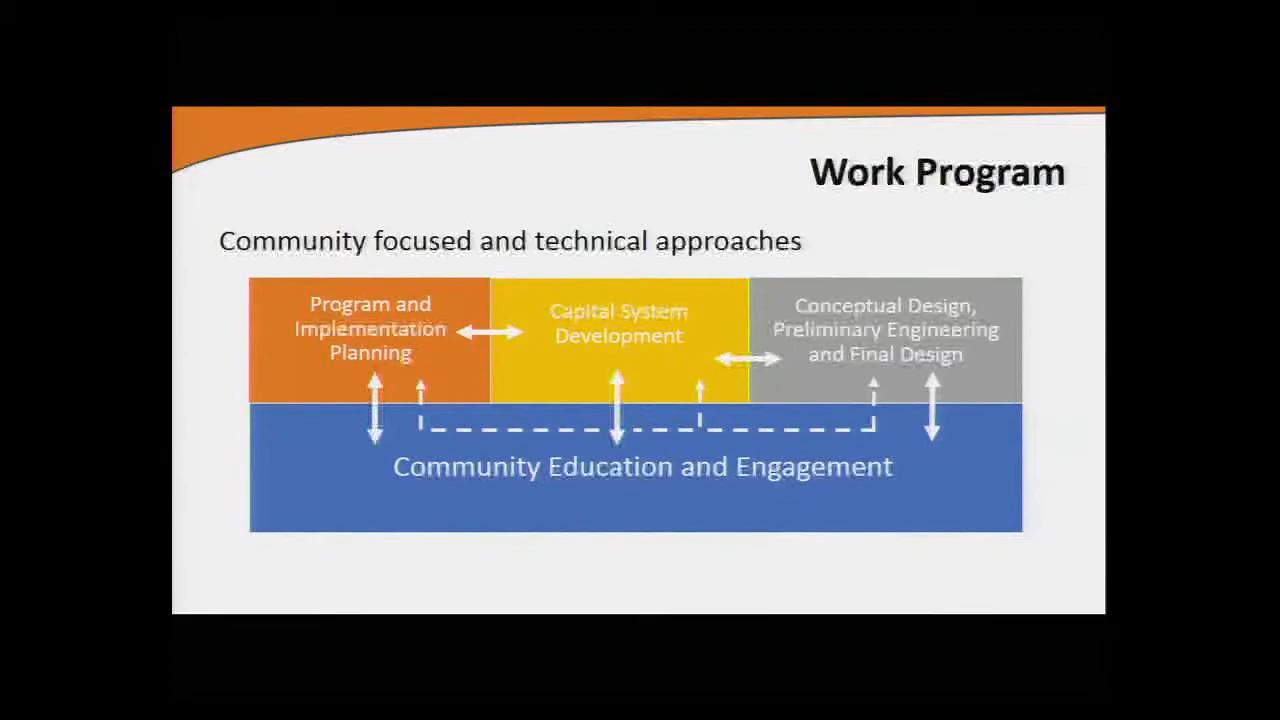 Work Program
Community focused and technical approaches
Program and
Implementation
Planning
Capital System
Development
Conceptual Design,
Preliminary Engineering
and Final Design
Community Education and Engagement